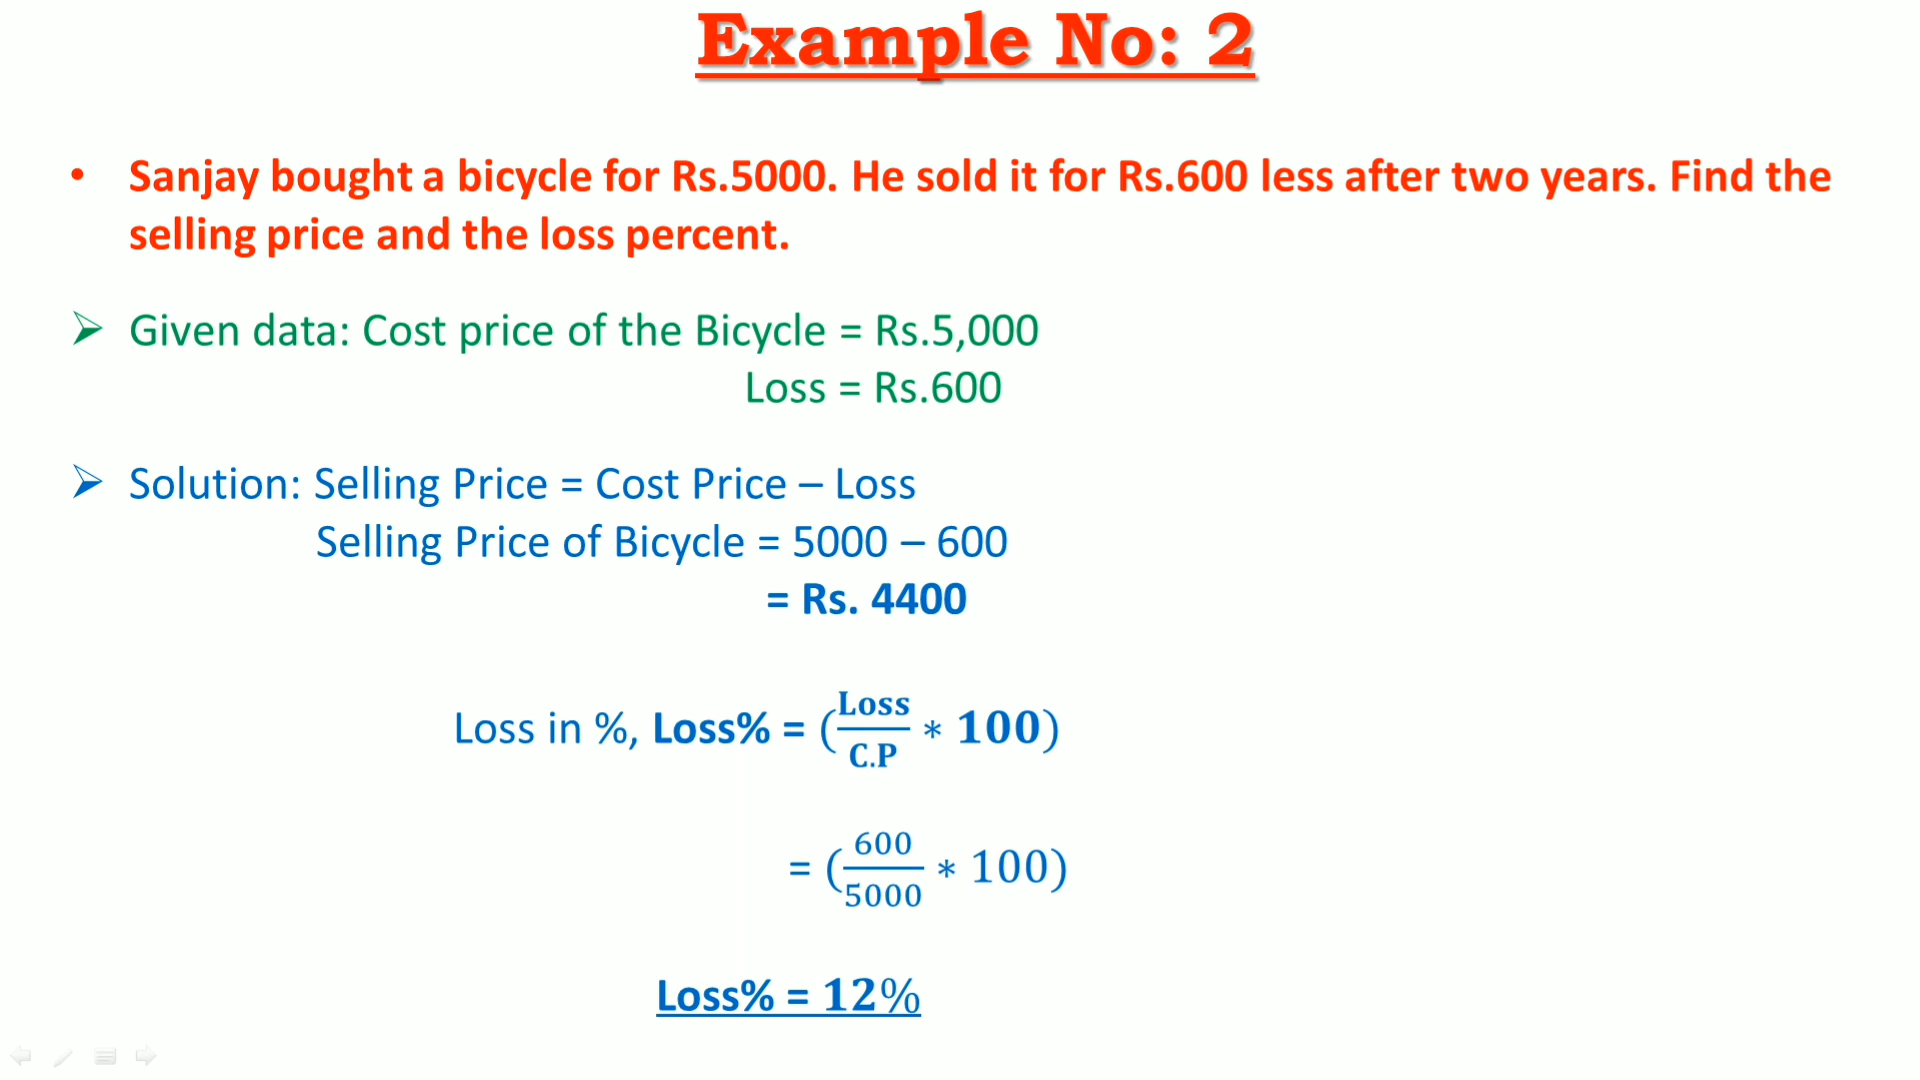 Example No: 2
• Sanjay bought a bicycle for Rs.5000. He sold it for Rs.600 less after two years. Find the
selling price and the loss percent.
➢ Given data: Cost price of the Bicycle = Rs.5,000
Loss = Rs.600
➢ Solution: Selling Price = Cost Price – Loss
Selling Price of Bicycle = 5000 – 600
= Rs. 4400
Loss in %, Loss% = (Loss/C.P * 100)
= (600/5000 * 100)
Loss% = 12%